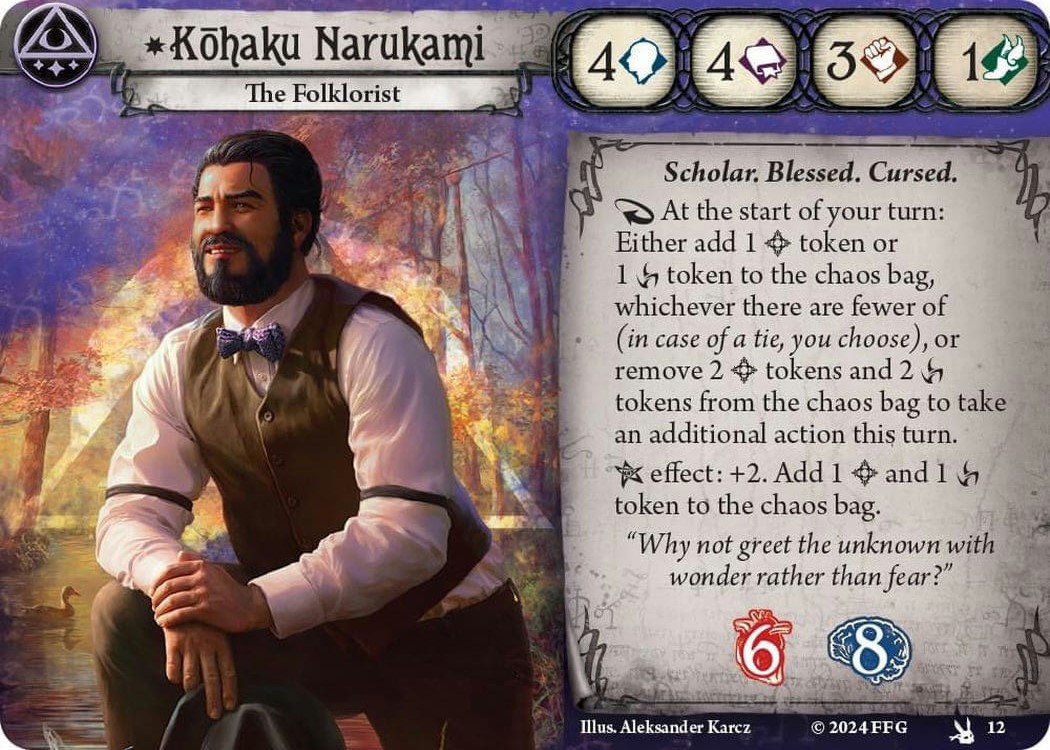 Kōhaku Narukami
The Folklorist
4 4 3 1
Scholar. Blessed. Cursed.
At the start of your turn:
Either add 1 token or
1 token to the chaos bag,
whichever there are fewer of
(in case of a tie, you choose), or
remove 2 tokens and 2
tokens from the chaos bag to take
an additional action this turn.
effect: +2. Add 1 and 1
token to the chaos bag.
“Why not greet the unknown with
wonder rather than fear?”
6 8
Illus. Aleksander Karcz © 2024 FFG 12